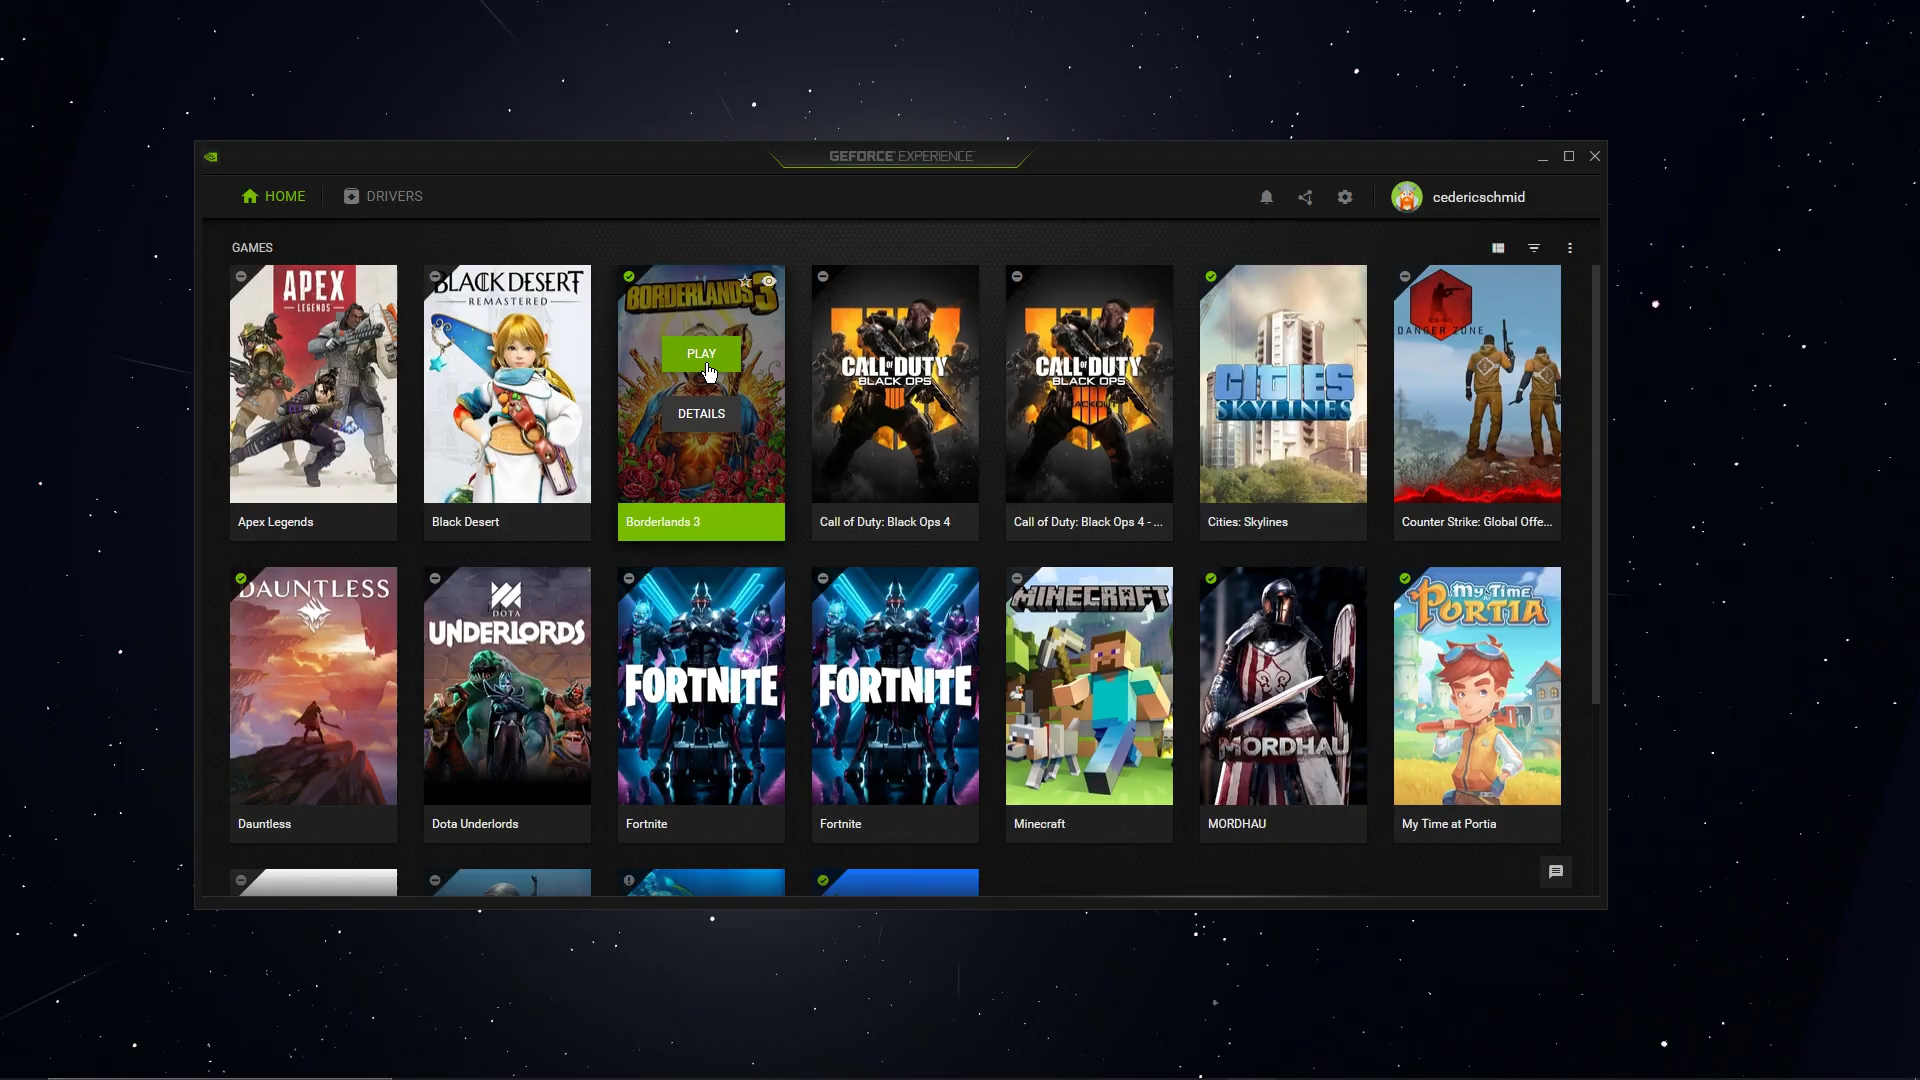 GEFORCE EXPERIENCE
HOME
DRIVERS
cedericschmid
GAMES
APEX
LEGENDS
BLACK DESERT
REMASTERED
BORDERLANDS 3
PLAY
DETAILS
CALL OF DUTY
BLACK OPS
CALL OF DUTY
BLACK OPS
CITIES
SKYLINES
CS:GO
DANGER ZONE
Apex Legends
Black Desert
Borderlands 3
Call of Duty: Black Ops 4
Call of Duty: Black Ops 4 - ...
Cities: Skylines
Counter Strike: Global Offe...
DAUNTLESS
DOTA
UNDERLORDS
FORTNITE
FORTNITE
MINECRAFT
MORDHAU
My Time
PORTIA
Dauntless
Dota Underlords
Fortnite
Fortnite
Minecraft
MORDHAU
My Time at Portia